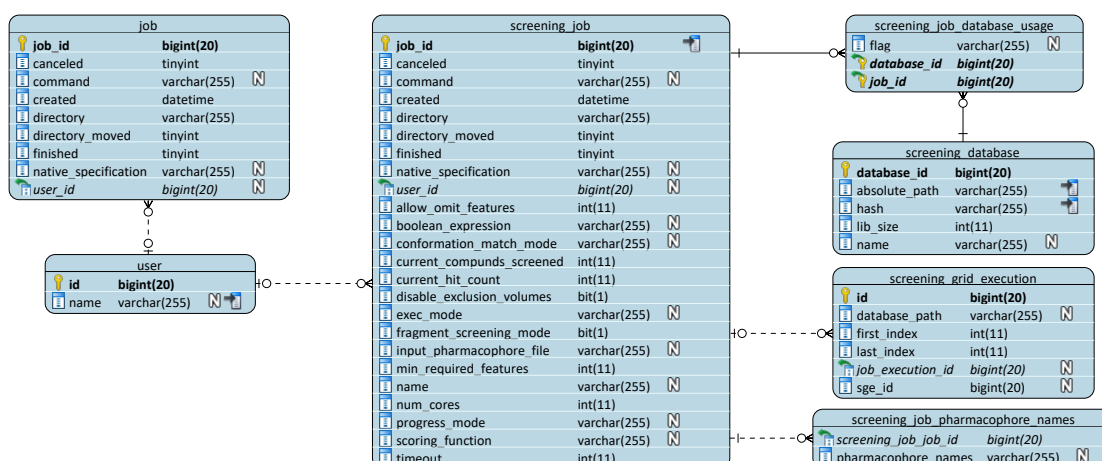 job
job_id bigint(20)
canceled tinyint
command varchar(255) N
created datetime
directory varchar(255)
directory_moved tinyint
finished tinyint
native_specification varchar(255) N
user_id bigint(20) N
user
id bigint(20)
name varchar(255) N
screening_job
job_id bigint(20)
canceled tinyint
command varchar(255) N
created datetime
directory varchar(255)
directory_moved tinyint
finished tinyint
native_specification varchar(255) N
user_id bigint(20) N
allow_omit_features int(11)
boolean_expression varchar(255) N
conformation_match_mode varchar(255) N
current_compunds_screened int(11)
current_hit_count int(11)
disable_exclusion_volumes bit(1)
exec_mode varchar(255) N
fragment_screening_mode bit(1)
input_pharmacophore_file varchar(255) N
min_required_features int(11)
name varchar(255) N
num_cores int(11)
progress_mode varchar(255) N
scoring_function varchar(255) N
timeout int(11)
screening_job_database_usage
flag varchar(255) N
database_id bigint(20)
job_id bigint(20)
screening_database
database_id bigint(20)
absolute_path varchar(255)
hash varchar(255)
lib_size int(11)
name varchar(255) N
screening_grid_execution
id bigint(20)
database_path varchar(255) N
first_index int(11)
last_index int(11)
job_execution_id bigint(20) N
sge_id bigint(20) N
screening_job_pharmacophore_names
screening_job_job_id bigint(20)
pharmacophore_names varchar(255) N